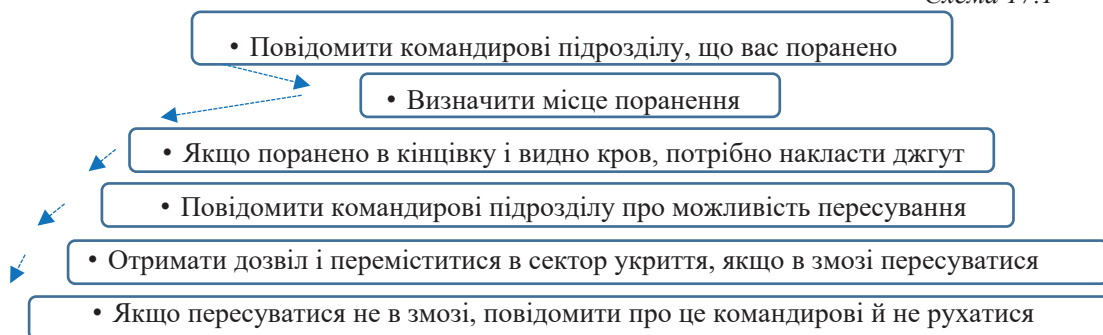 Схема 17.1
• Повідомити командирові підрозділу, що вас поранено
• Визначити місце поранення
• Якщо поранено в кінцівку і видно кров, потрібно накласти джгут
• Повідомити командирові підрозділу про можливість пересування
• Отримати дозвіл і переміститися в сектор укриття, якщо в змозі пересуватися
• Якщо пересуватися не в змозі, повідомити про це командирові й не рухатися